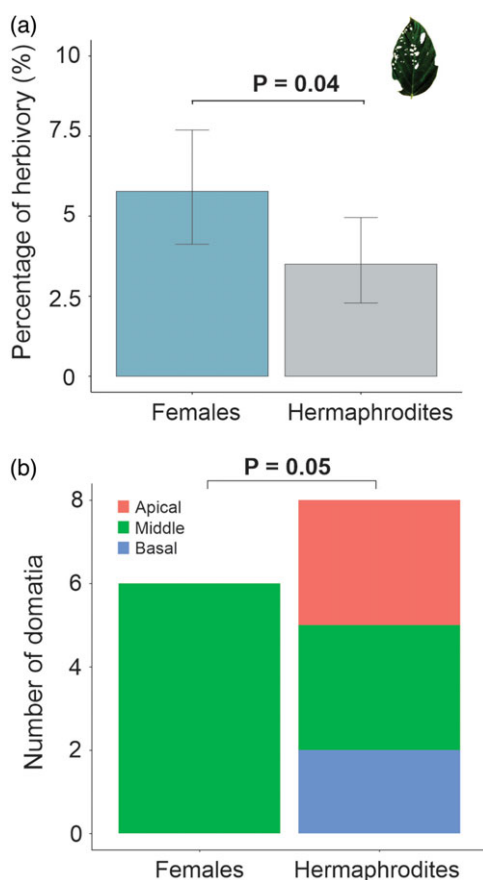 (a)
Percentage of herbivory (%)
10
7.5
5
2.5
0
P = 0.04
Females Hermaphrodites
(b)
Number of domatia
8
6
4
2
0
P = 0.05
Apical
Middle
Basal
Females Hermaphrodites